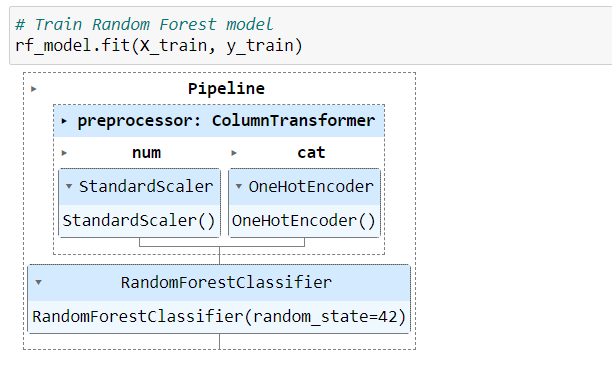 # Train Random Forest model
rf_model.fit(X_train, y_train)
Pipeline
preprocessor: ColumnTransformer
num cat
StandardScaler OneHotEncoder
StandardScaler() OneHotEncoder()
RandomForestClassifier
RandomForestClassifier(random_state=42)